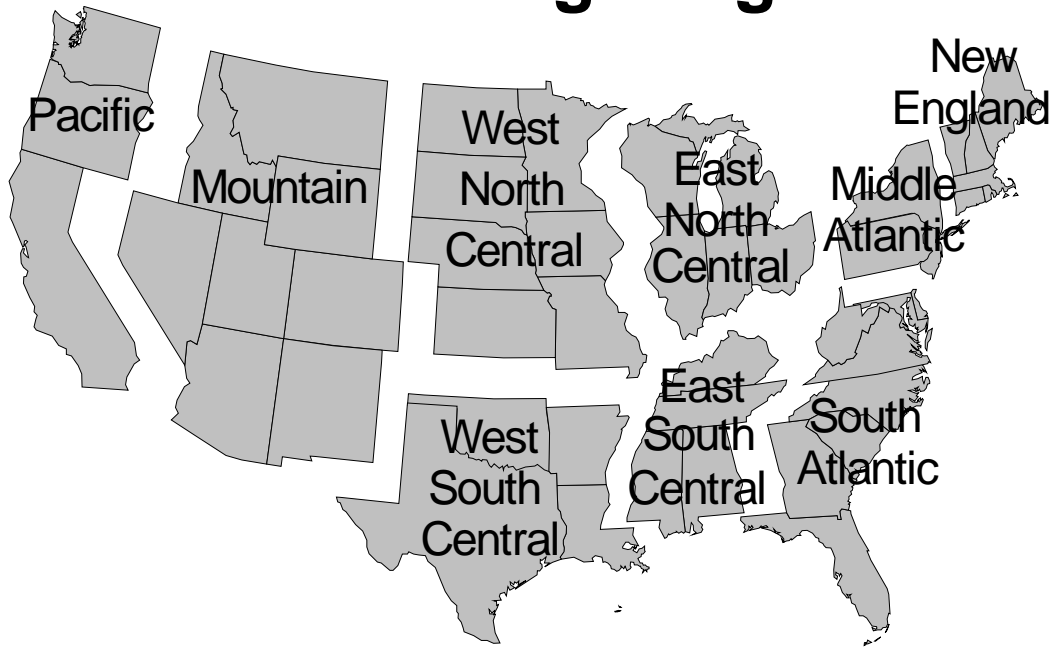 Pacific
Mountain
West
North
Central
East
North
Central
New
England
Middle
Atlantic
West
South
Central
East
South
Central
South
Atlantic